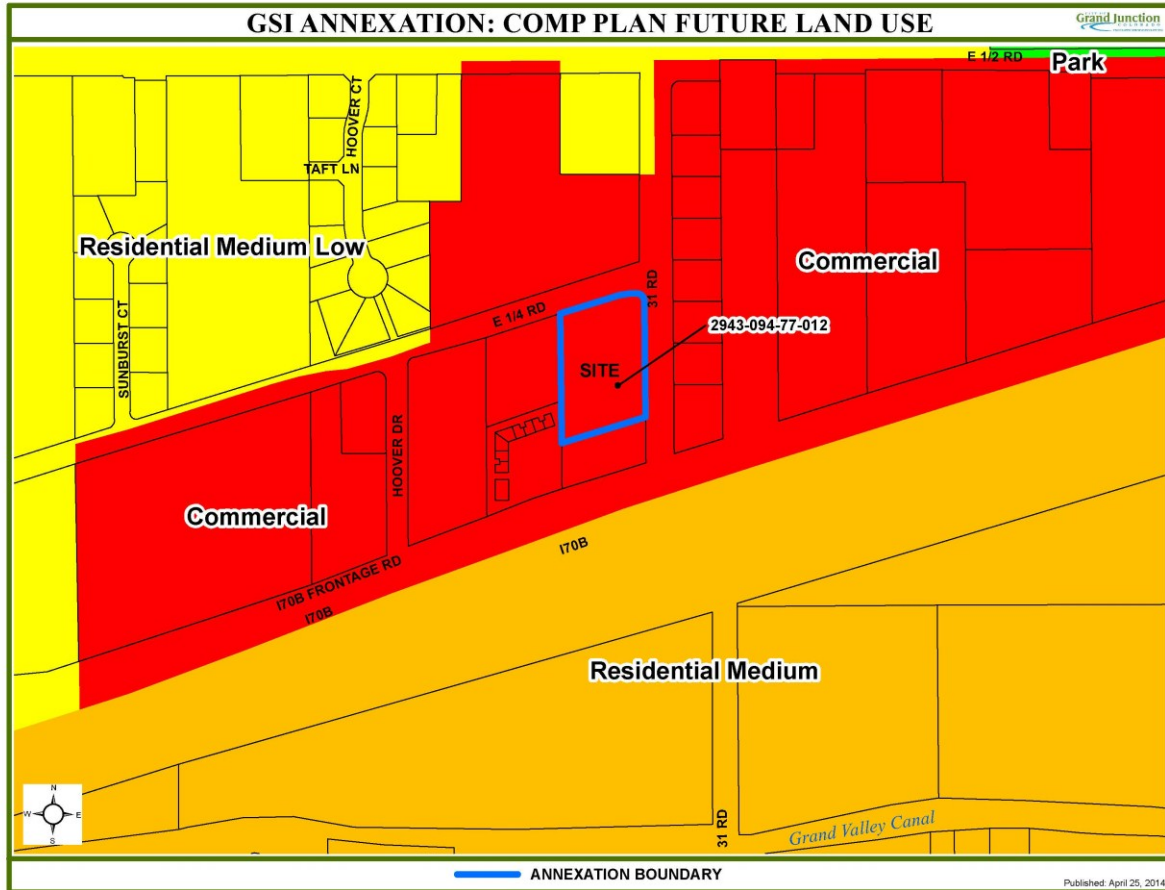 GSI ANNEXATION: COMP PLAN FUTURE LAND USE
Grand Junction
COLORADO
E 1/2 RD
Park
HOOVER CT
TAFT LN
Residential Medium Low
Commercial
SUNBURST CT
E 1/4 RD
31 RD
2943-094-77-012
SITE
HOOVER DR
Commercial
I70B
I70B FRONTAGE RD
I70B
Residential Medium
N
W E
S
31 RD
Grand Valley Canal
ANNEXATION BOUNDARY
Published: April 25, 2014